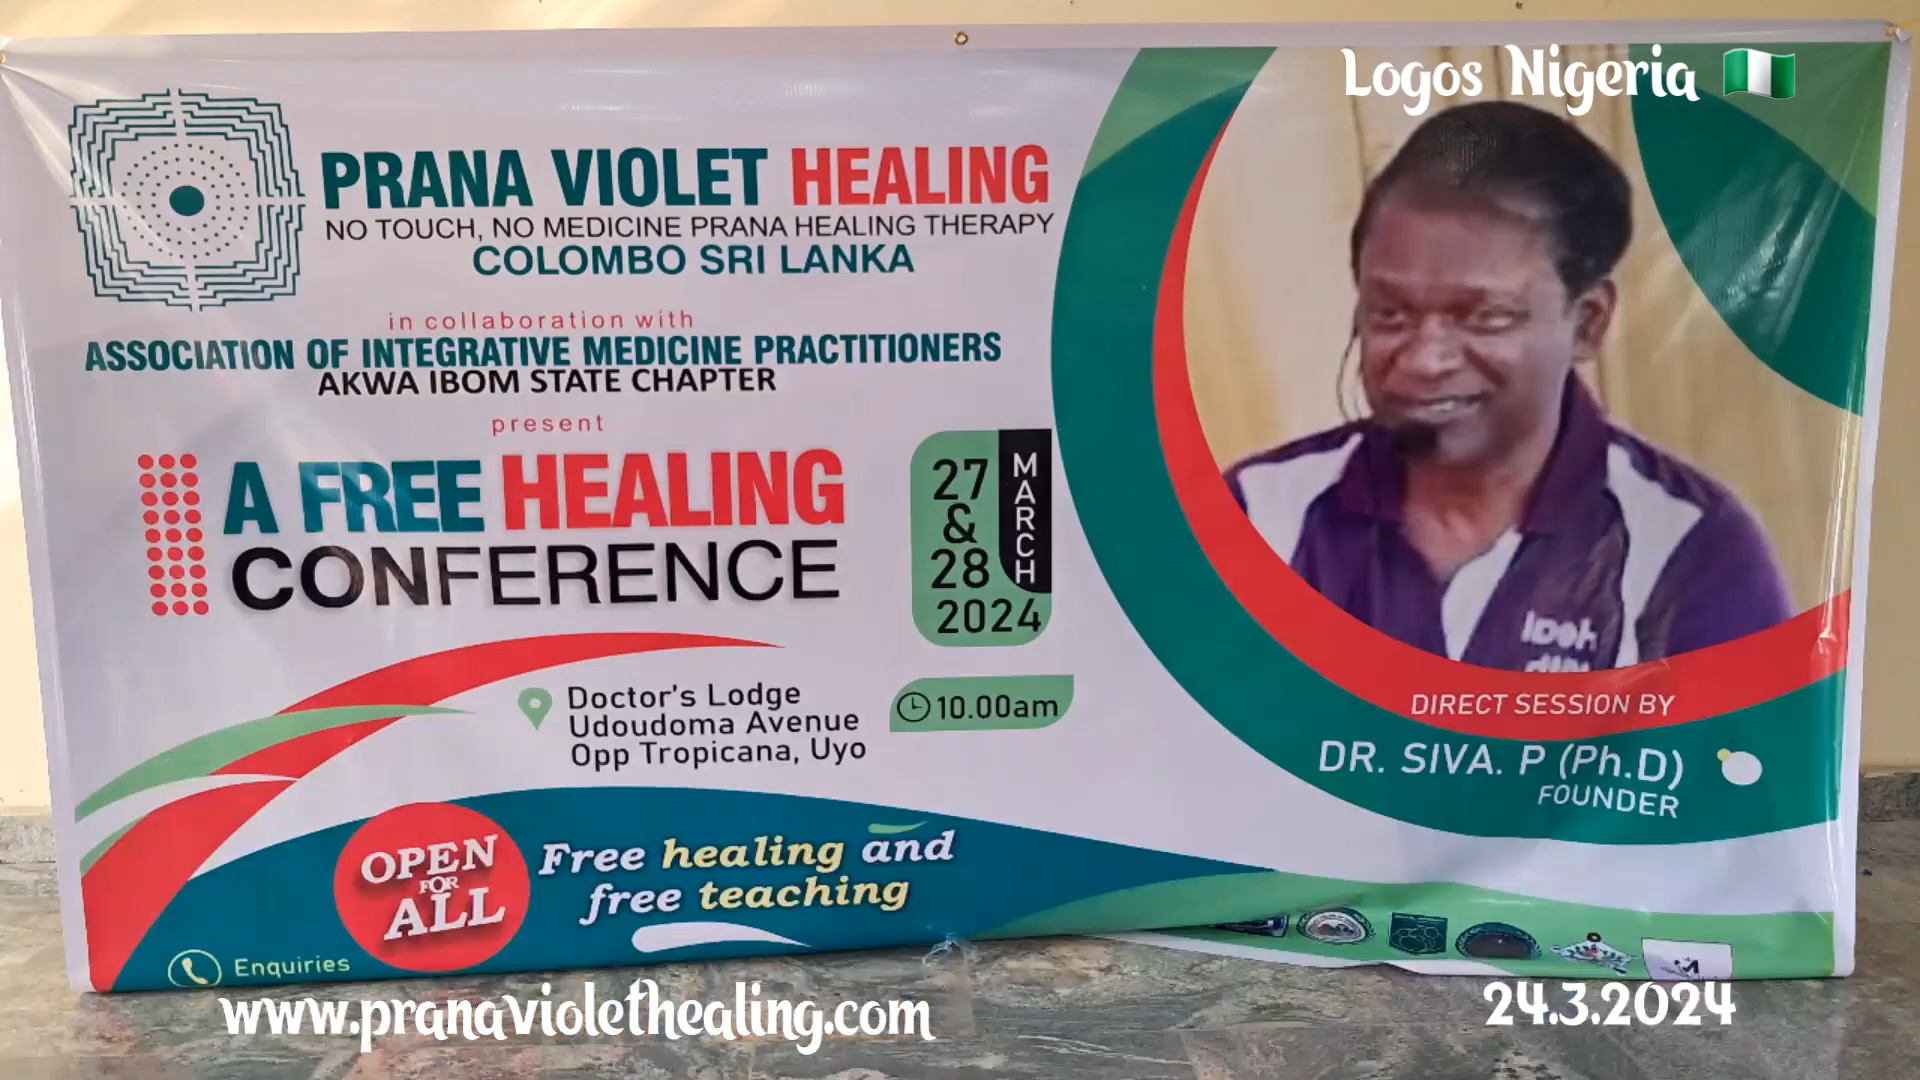 Logos Nigeria
PRANA VIOLET HEALING
NO TOUCH, NO MEDICINE PRANA HEALING THERAPY
COLOMBO SRI LANKA
in collaboration with
ASSOCIATION OF INTEGRATIVE MEDICINE PRACTITIONERS
AKWA IBOM STATE CHAPTER
present
A FREE HEALING
CONFERENCE
27
&
28
MARCH
2024
Doctor's Lodge
Udoudoma Avenue
Opp Tropicana, Uyo
10.00am
DIRECT SESSION BY
DR. SIVA. P (Ph.D)
FOUNDER
OPEN
FOR
ALL
Free healing and
free teaching
Enquiries
www.pranaviolethealing.com
24.3.2024